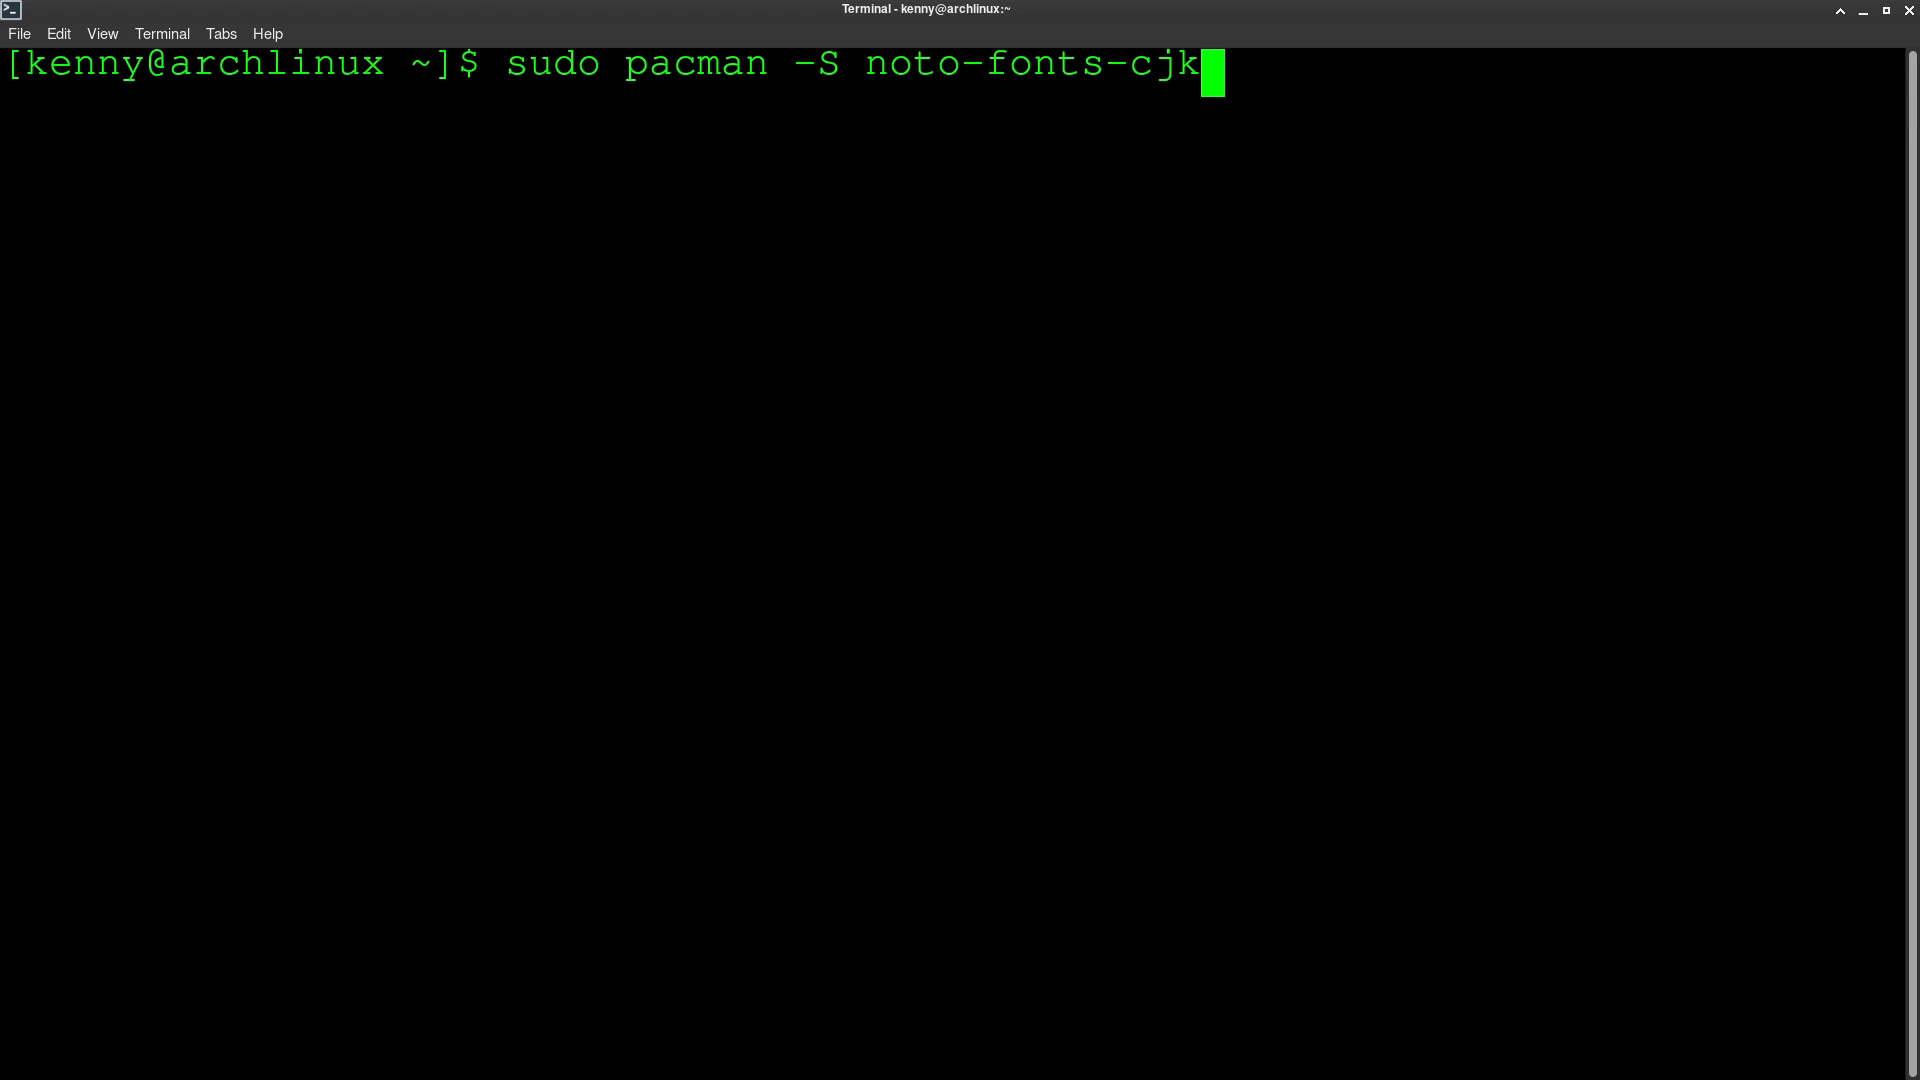 Terminal - kenny@archlinux:~
File Edit View Terminal Tabs Help
[kenny@archlinux ~]$ sudo pacman -S noto-fonts-cjk